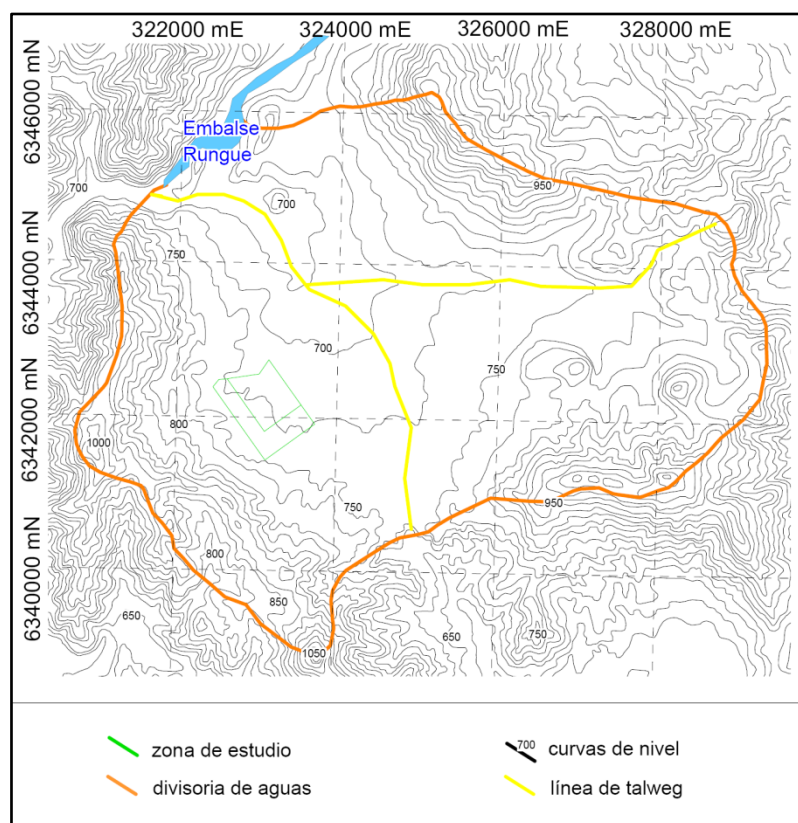 322000 mE
324000 mE
326000 mE
328000 mE
6346000 mN
6344000 mN
6342000 mN
6340000 mN
Embalse
Rungue
700
950
700
750
700
750
800
1000
750
950
800
850
650
650
750
1050
zona de estudio
700
curvas de nivel
divisoria de aguas
línea de talweg